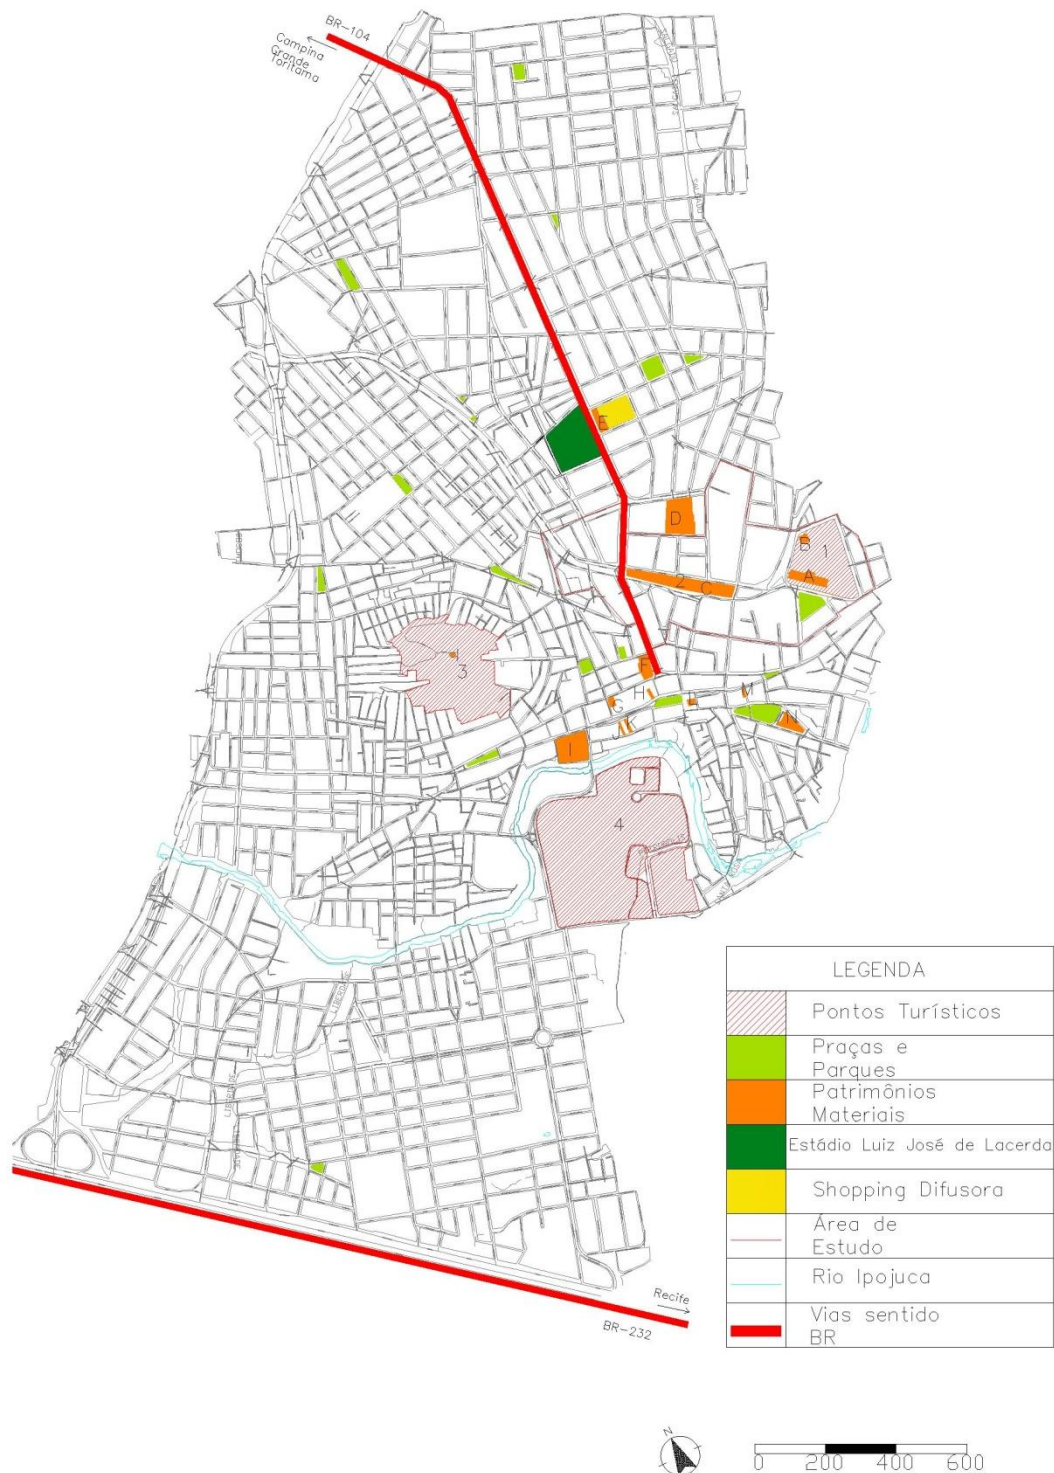 BR-104
Campina
Grande
Toritama
E
D
B
1
A
2
C
3
F
H
G
L
M
N
J
K
I
4
LIBERDADE
LEGENDA
Pontos Turísticos
Praças e
Parques
Patrimônios
Materiais
Estádio Luiz José de Lacerda
Shopping Difusora
Área de
Estudo
Rio Ipojuca
Vias sentido
BR
Recife
BR-232
N
0 200 400 600